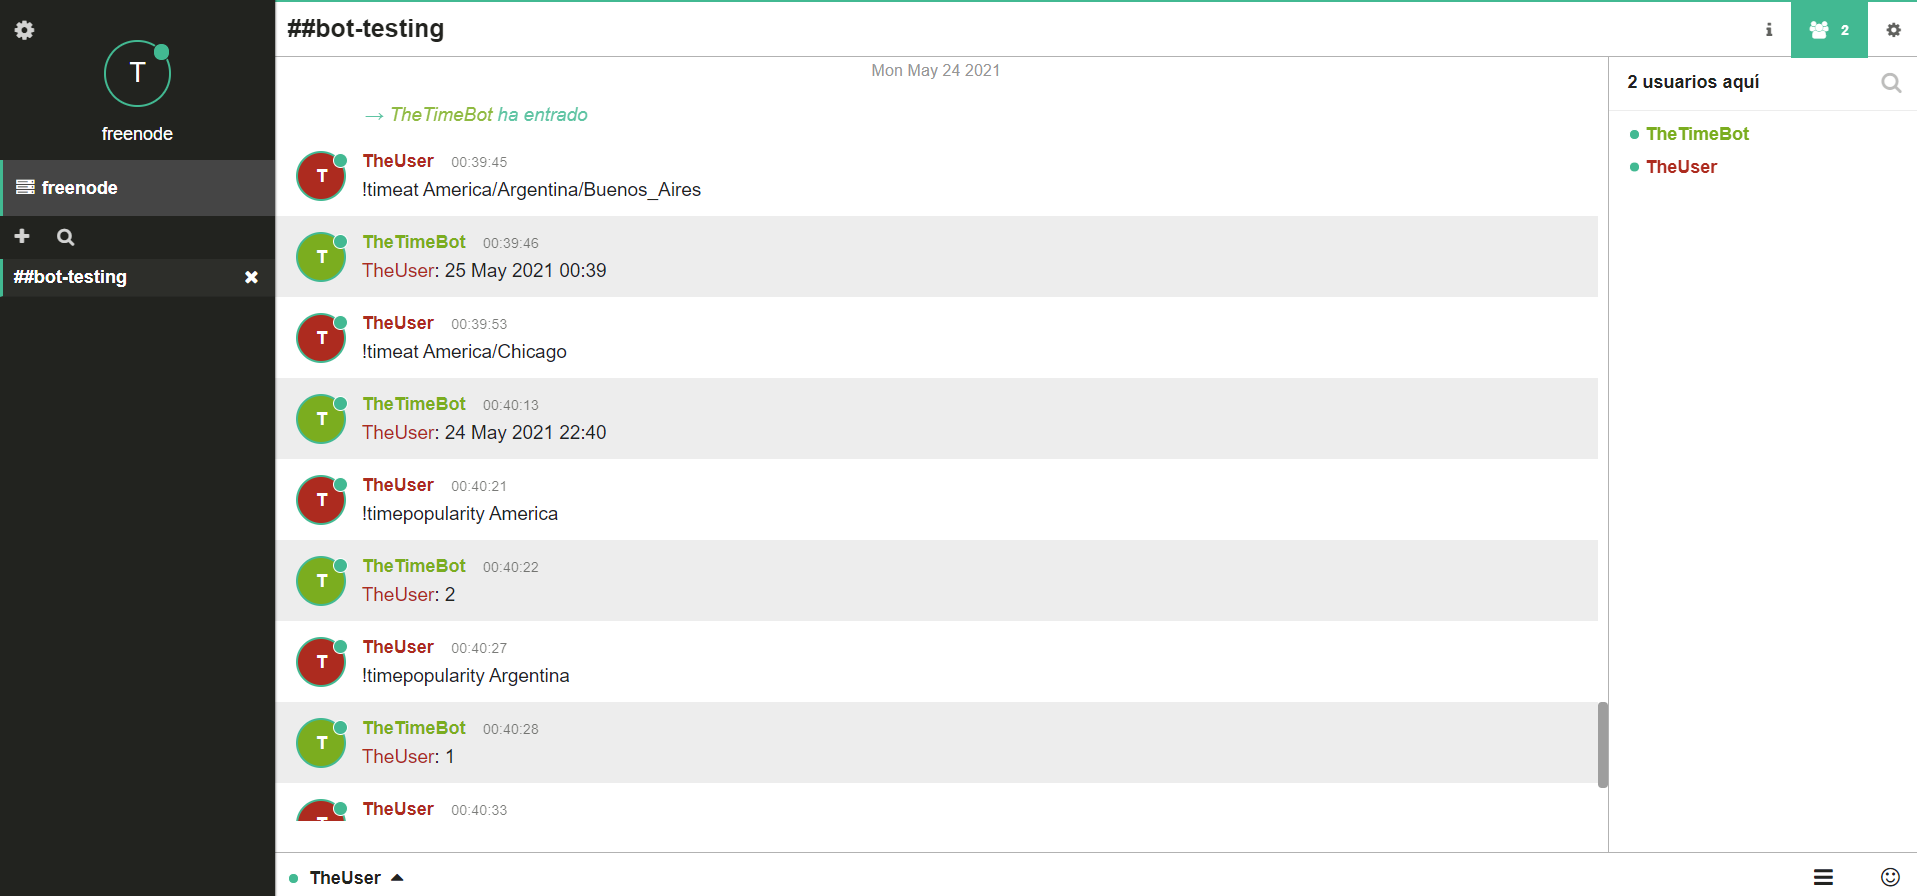 T
freenode
freenode
##bot-testing
##bot-testing
2
Mon May 24 2021
→ TheTimeBot ha entrado
T
TheUser 00:39:45
!timeat America/Argentina/Buenos_Aires
T
TheTimeBot 00:39:46
TheUser: 25 May 2021 00:39
T
TheUser 00:39:53
!timeat America/Chicago
T
TheTimeBot 00:40:13
TheUser: 24 May 2021 22:40
T
TheUser 00:40:21
!timepopularity America
T
TheTimeBot 00:40:22
TheUser: 2
T
TheUser 00:40:27
!timepopularity Argentina
T
TheTimeBot 00:40:28
TheUser: 1
T
TheUser 00:40:33
TheUser
2 usuarios aquí
TheTimeBot
TheUser